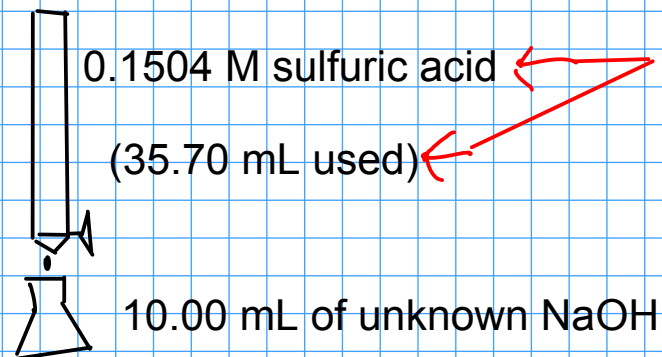 0.1504 M sulfuric acid
(35.70 mL used)
10.00 mL of unknown NaOH